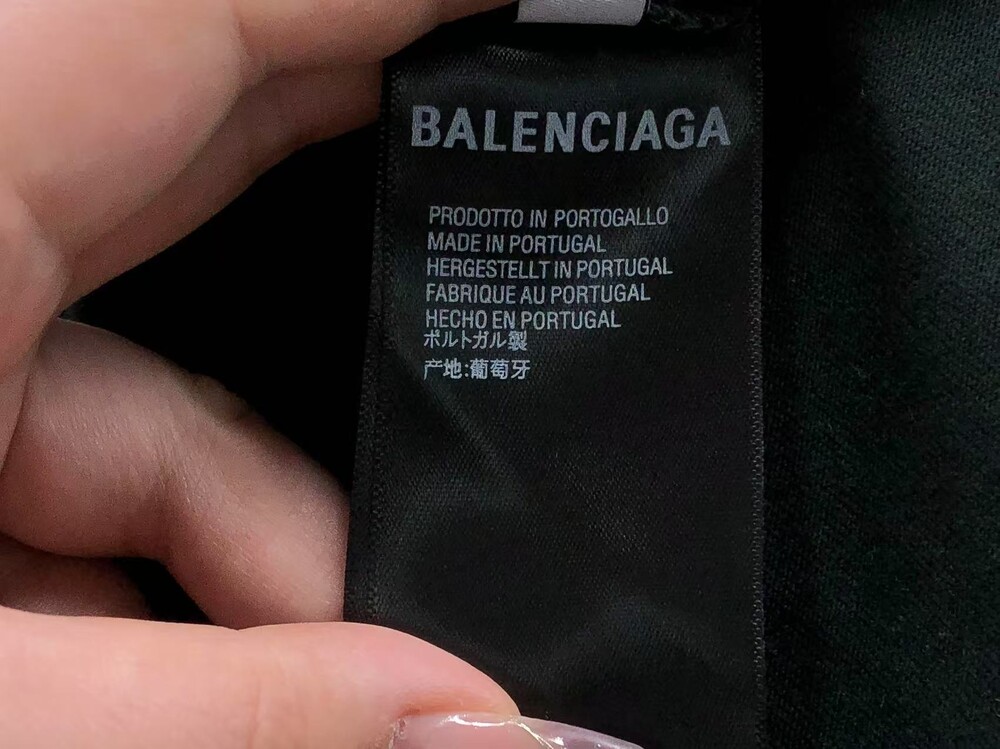 BALENCIAGA
PRODOTTO IN PORTOGALLO
MADE IN PORTUGAL
HERGESTELLT IN PORTUGAL
FABRIQUE AU PORTUGAL
HECHO EN PORTUGAL
ポルトガル製
产地:葡萄牙